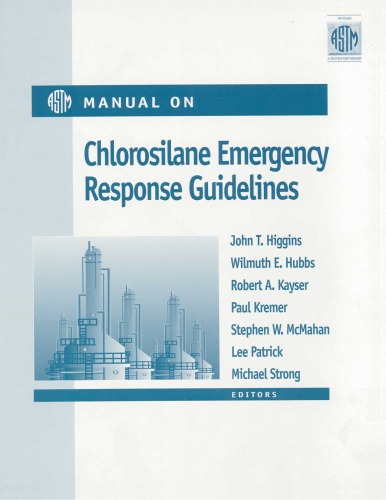 ASTM
ASTM MANUAL ON
Chlorosilane Emergency
Response Guidelines
John T. Higgins
Wilmuth E. Hubbs
Robert A. Kayser
Paul Kremer
Stephen W. McMahan
Lee Patrick
Michael Strong
EDITORS